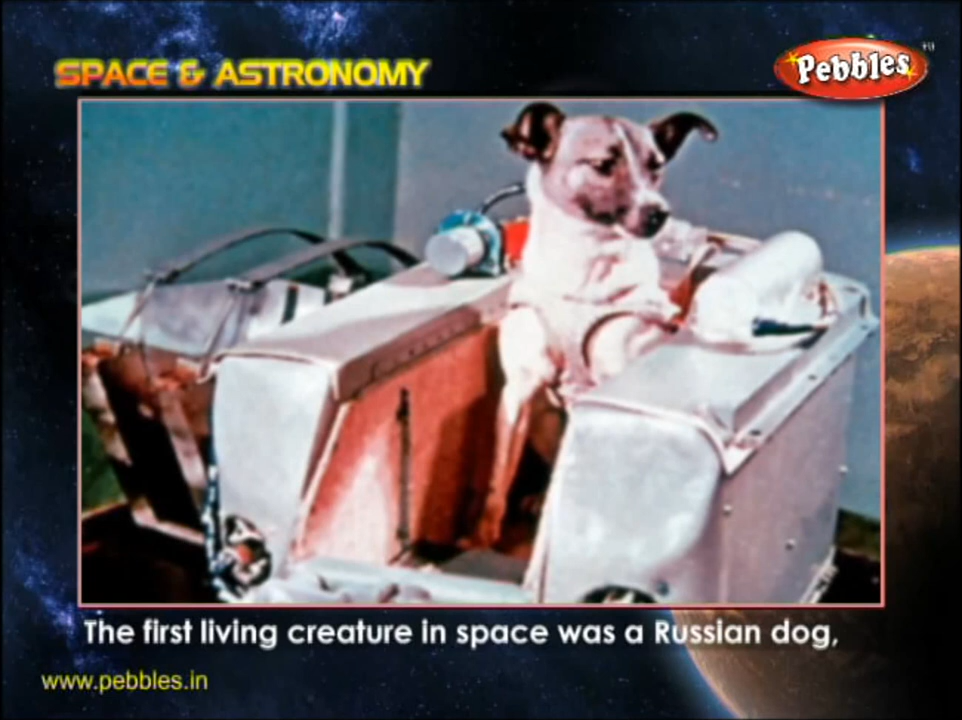 SPACE & ASTRONOMY
Pebbles
The first living creature in space was a Russian dog,
www.pebbles.in